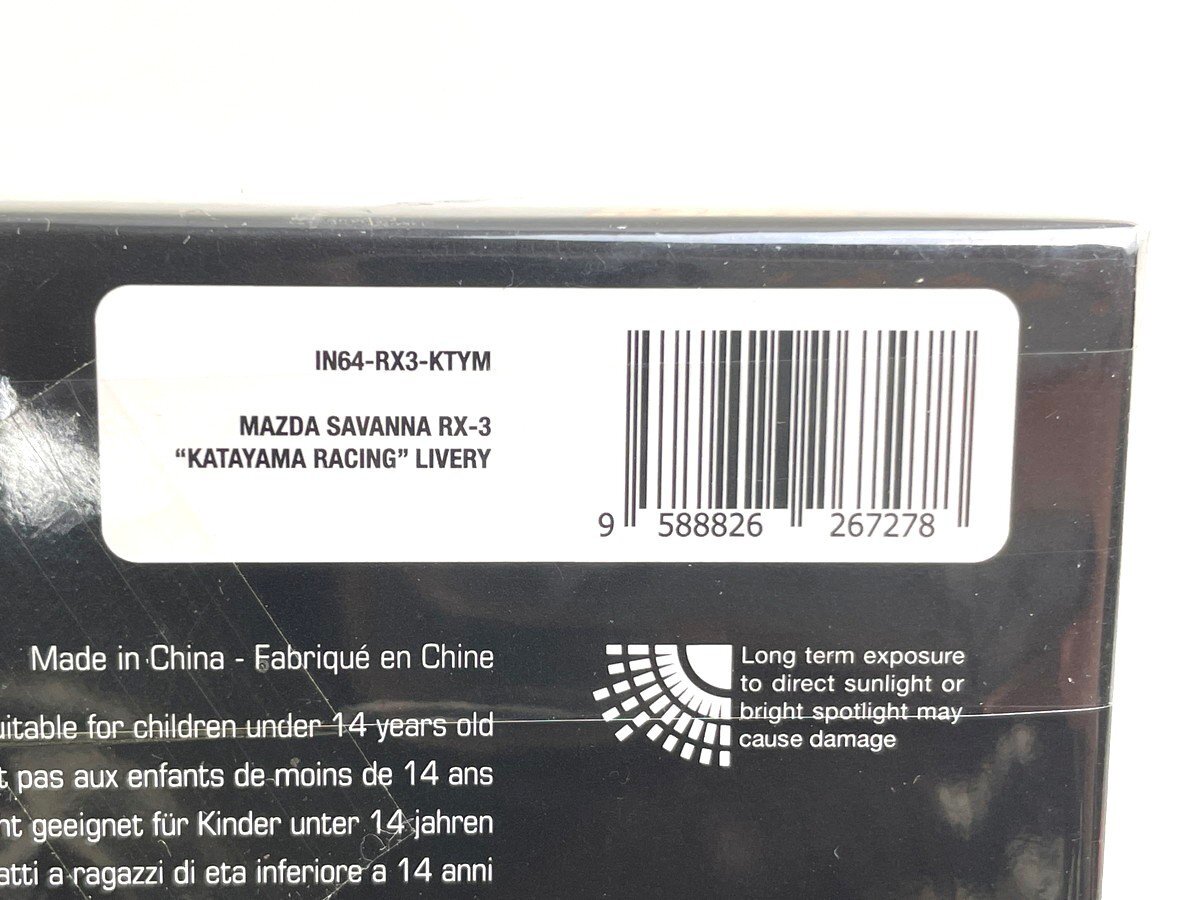 IN64-RX3-KTYM
MAZDA SAVANNA RX-3
“KATAYAMA RACING” LIVERY
9 588826 267278
Made in China - Fabriqué en Chine
for children under 14 years old
pas aux enfants de moins de 14 ans
geeignet für Kinder unter 14 jahren
a ragazzi di eta inferiore a 14 anni
Long term exposure
to direct sunlight or
bright spotlight may
cause damage